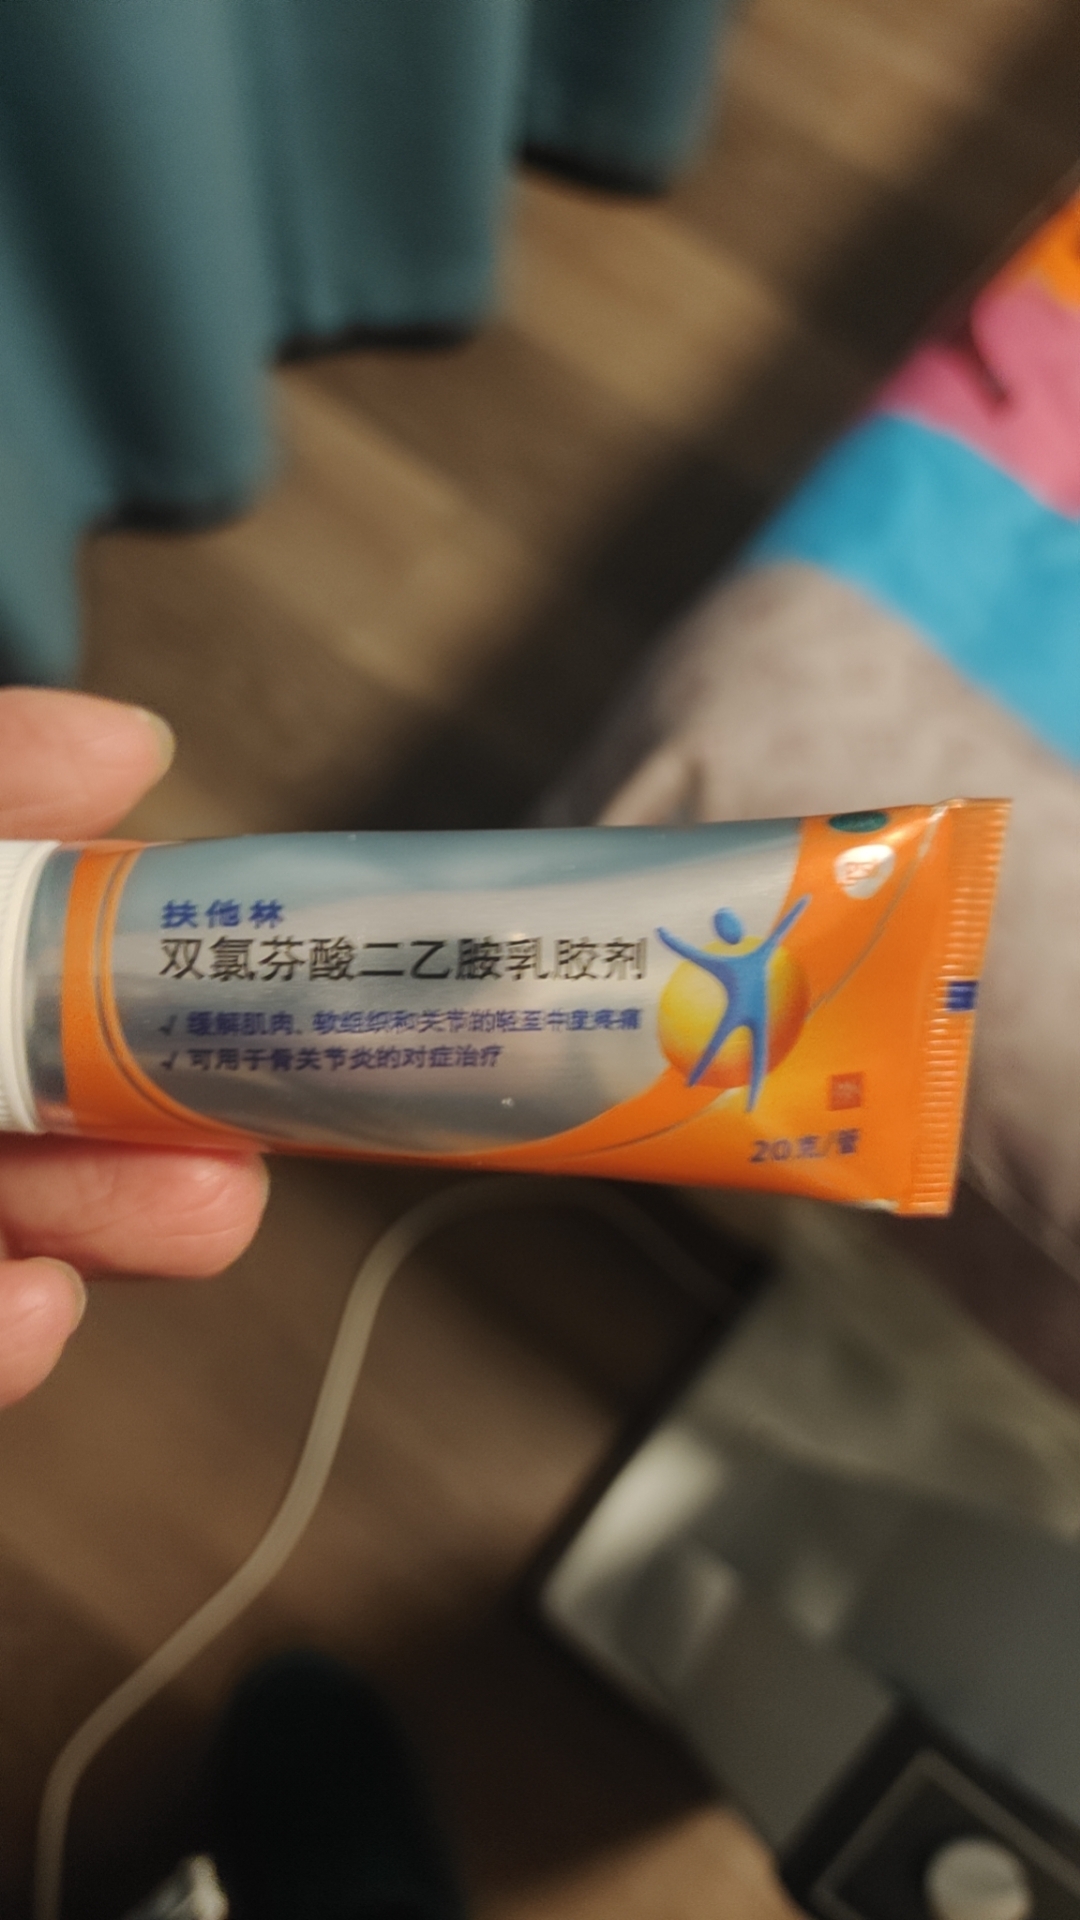 扶他林
双氯芬酸二乙胺乳胶剂
√ 缓解肌肉、软组织和关节的轻至中度疼痛
√ 可用于骨关节炎的对症治疗
20克/管